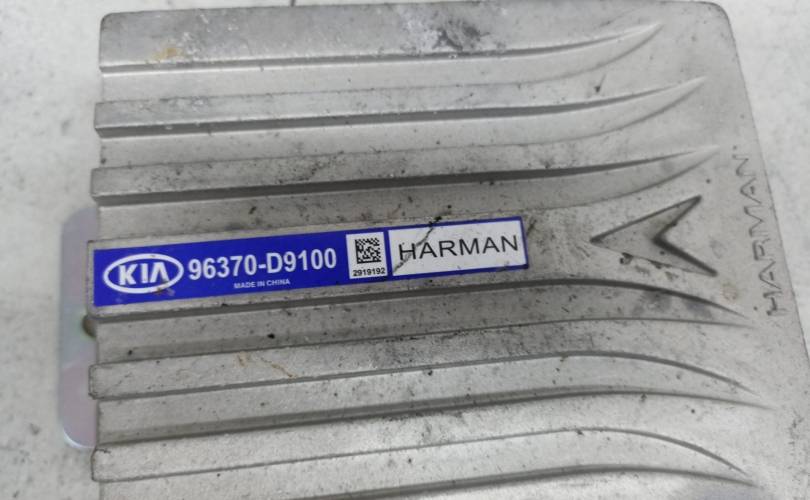 KIA 96370-D9100 HARMAN
MADE IN CHINA
2919192
HARMAN